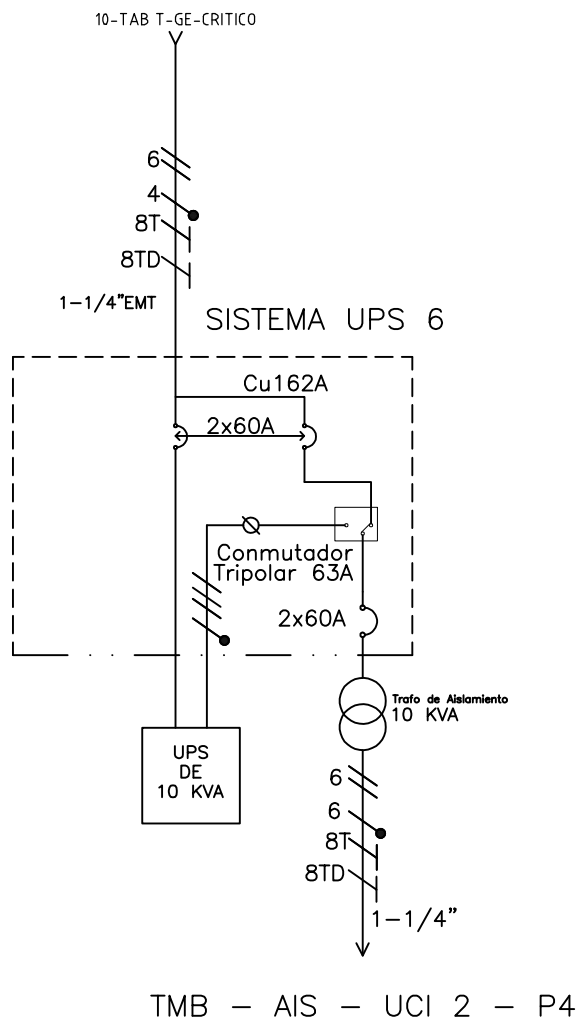 10-TAB T-GE-CRITICO
6
4
8T
8TD
1-1/4"EMT
SISTEMA UPS 6
Cu162A
2x60A
Conmutador
Tripolar 63A
2x60A
Trafo de Aislamiento
10 KVA
UPS
DE
10 KVA
6
6
8T
8TD
1-1/4"
TMB - AIS - UCI 2 - P4